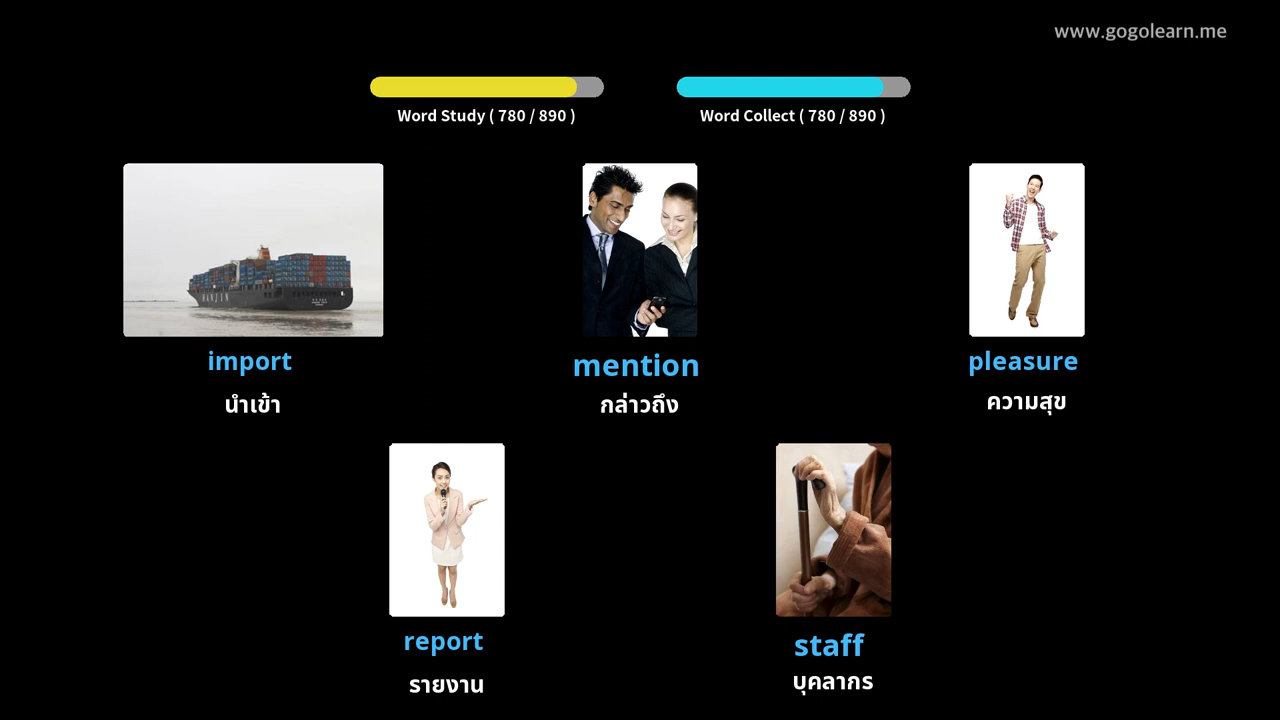 www.gogolearn.me
Word Study ( 780 / 890 )
Word Collect ( 780 / 890 )
HANJIN
import
mention
pleasure
นำเข้า
กล่าวถึง
ความสุข
report
staff
รายงาน
บุคลากร